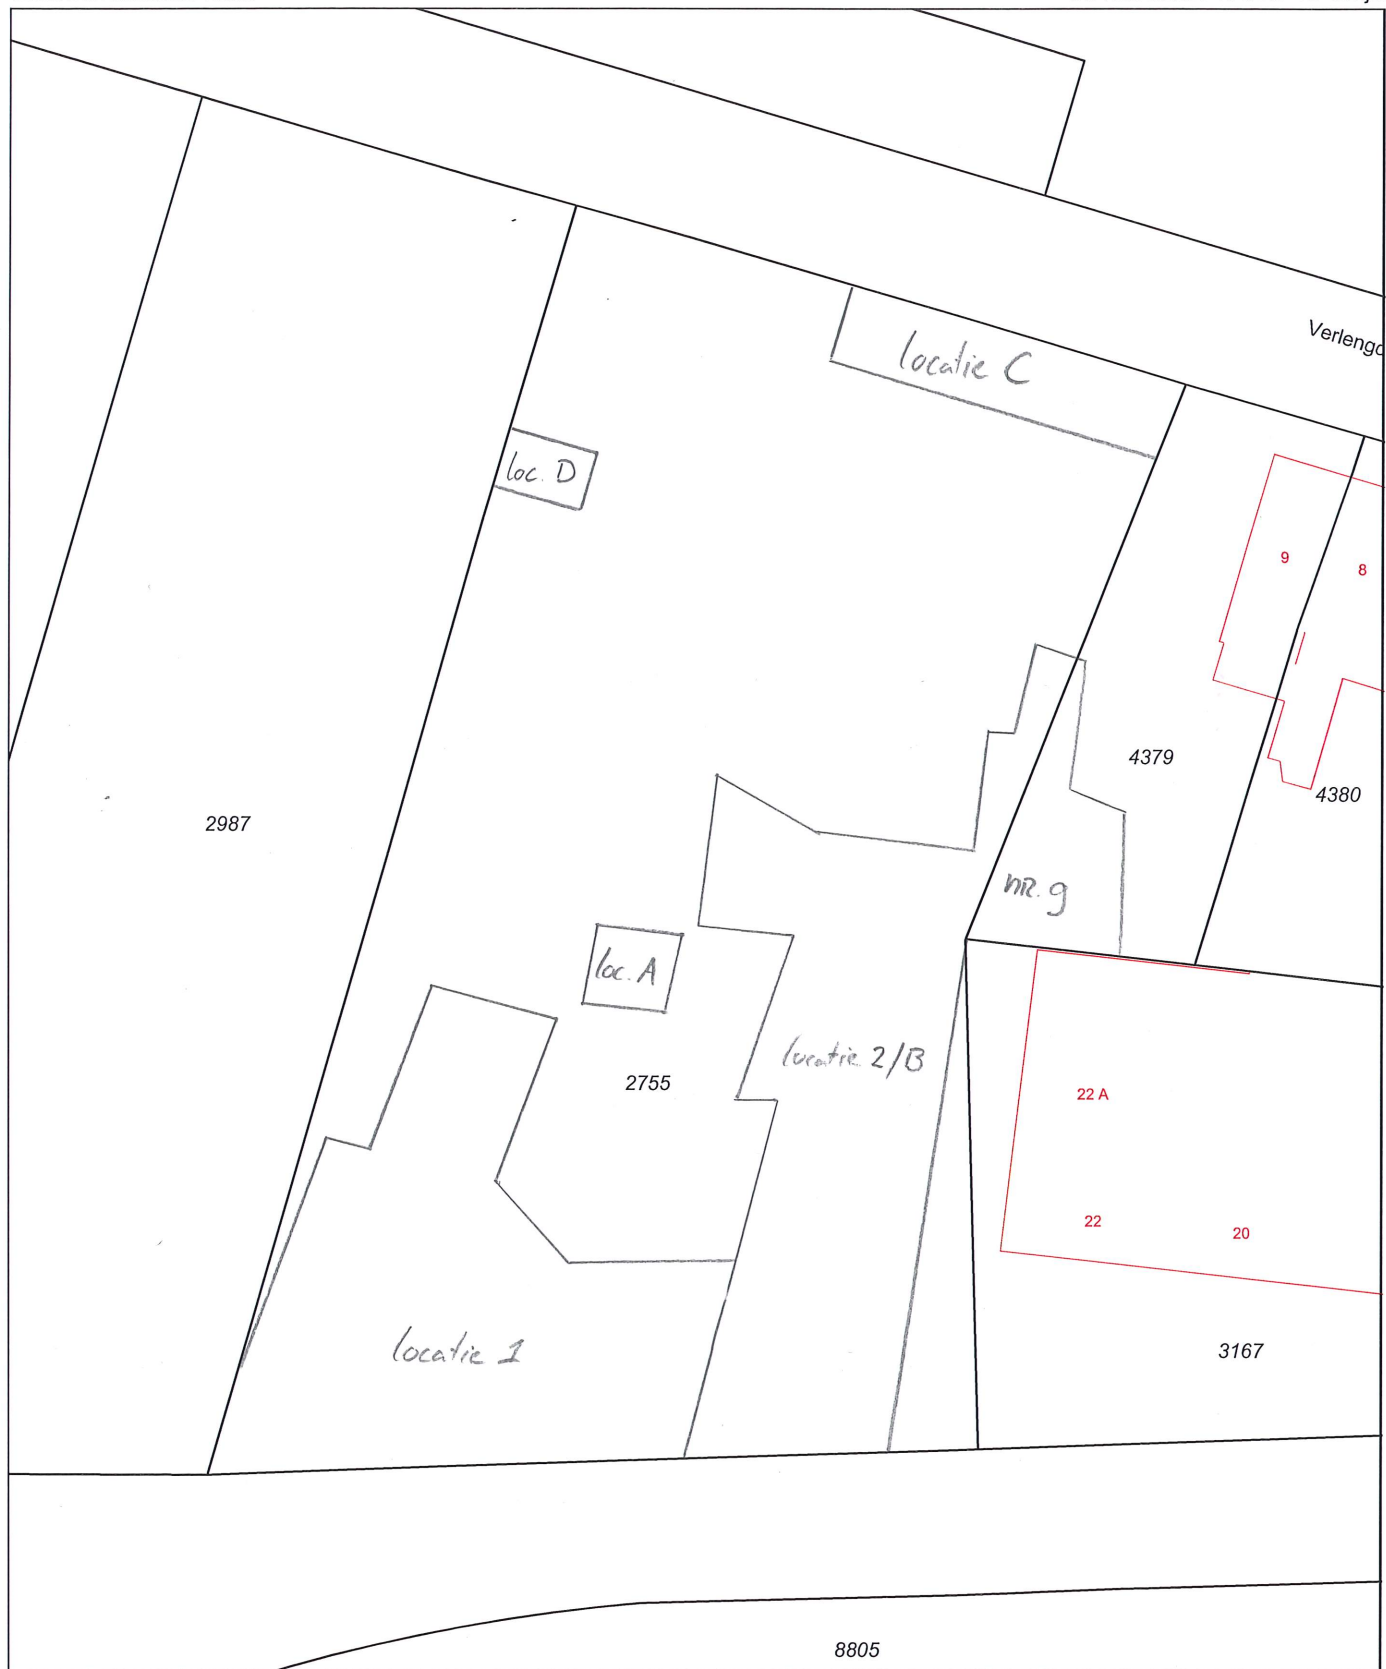 Verlengd
locatie C
loc. D
9
8
4379
4380
2987
nr. 9
loc. A
locatie 2/B
2755
22 A
22
20
locatie 1
3167
8805